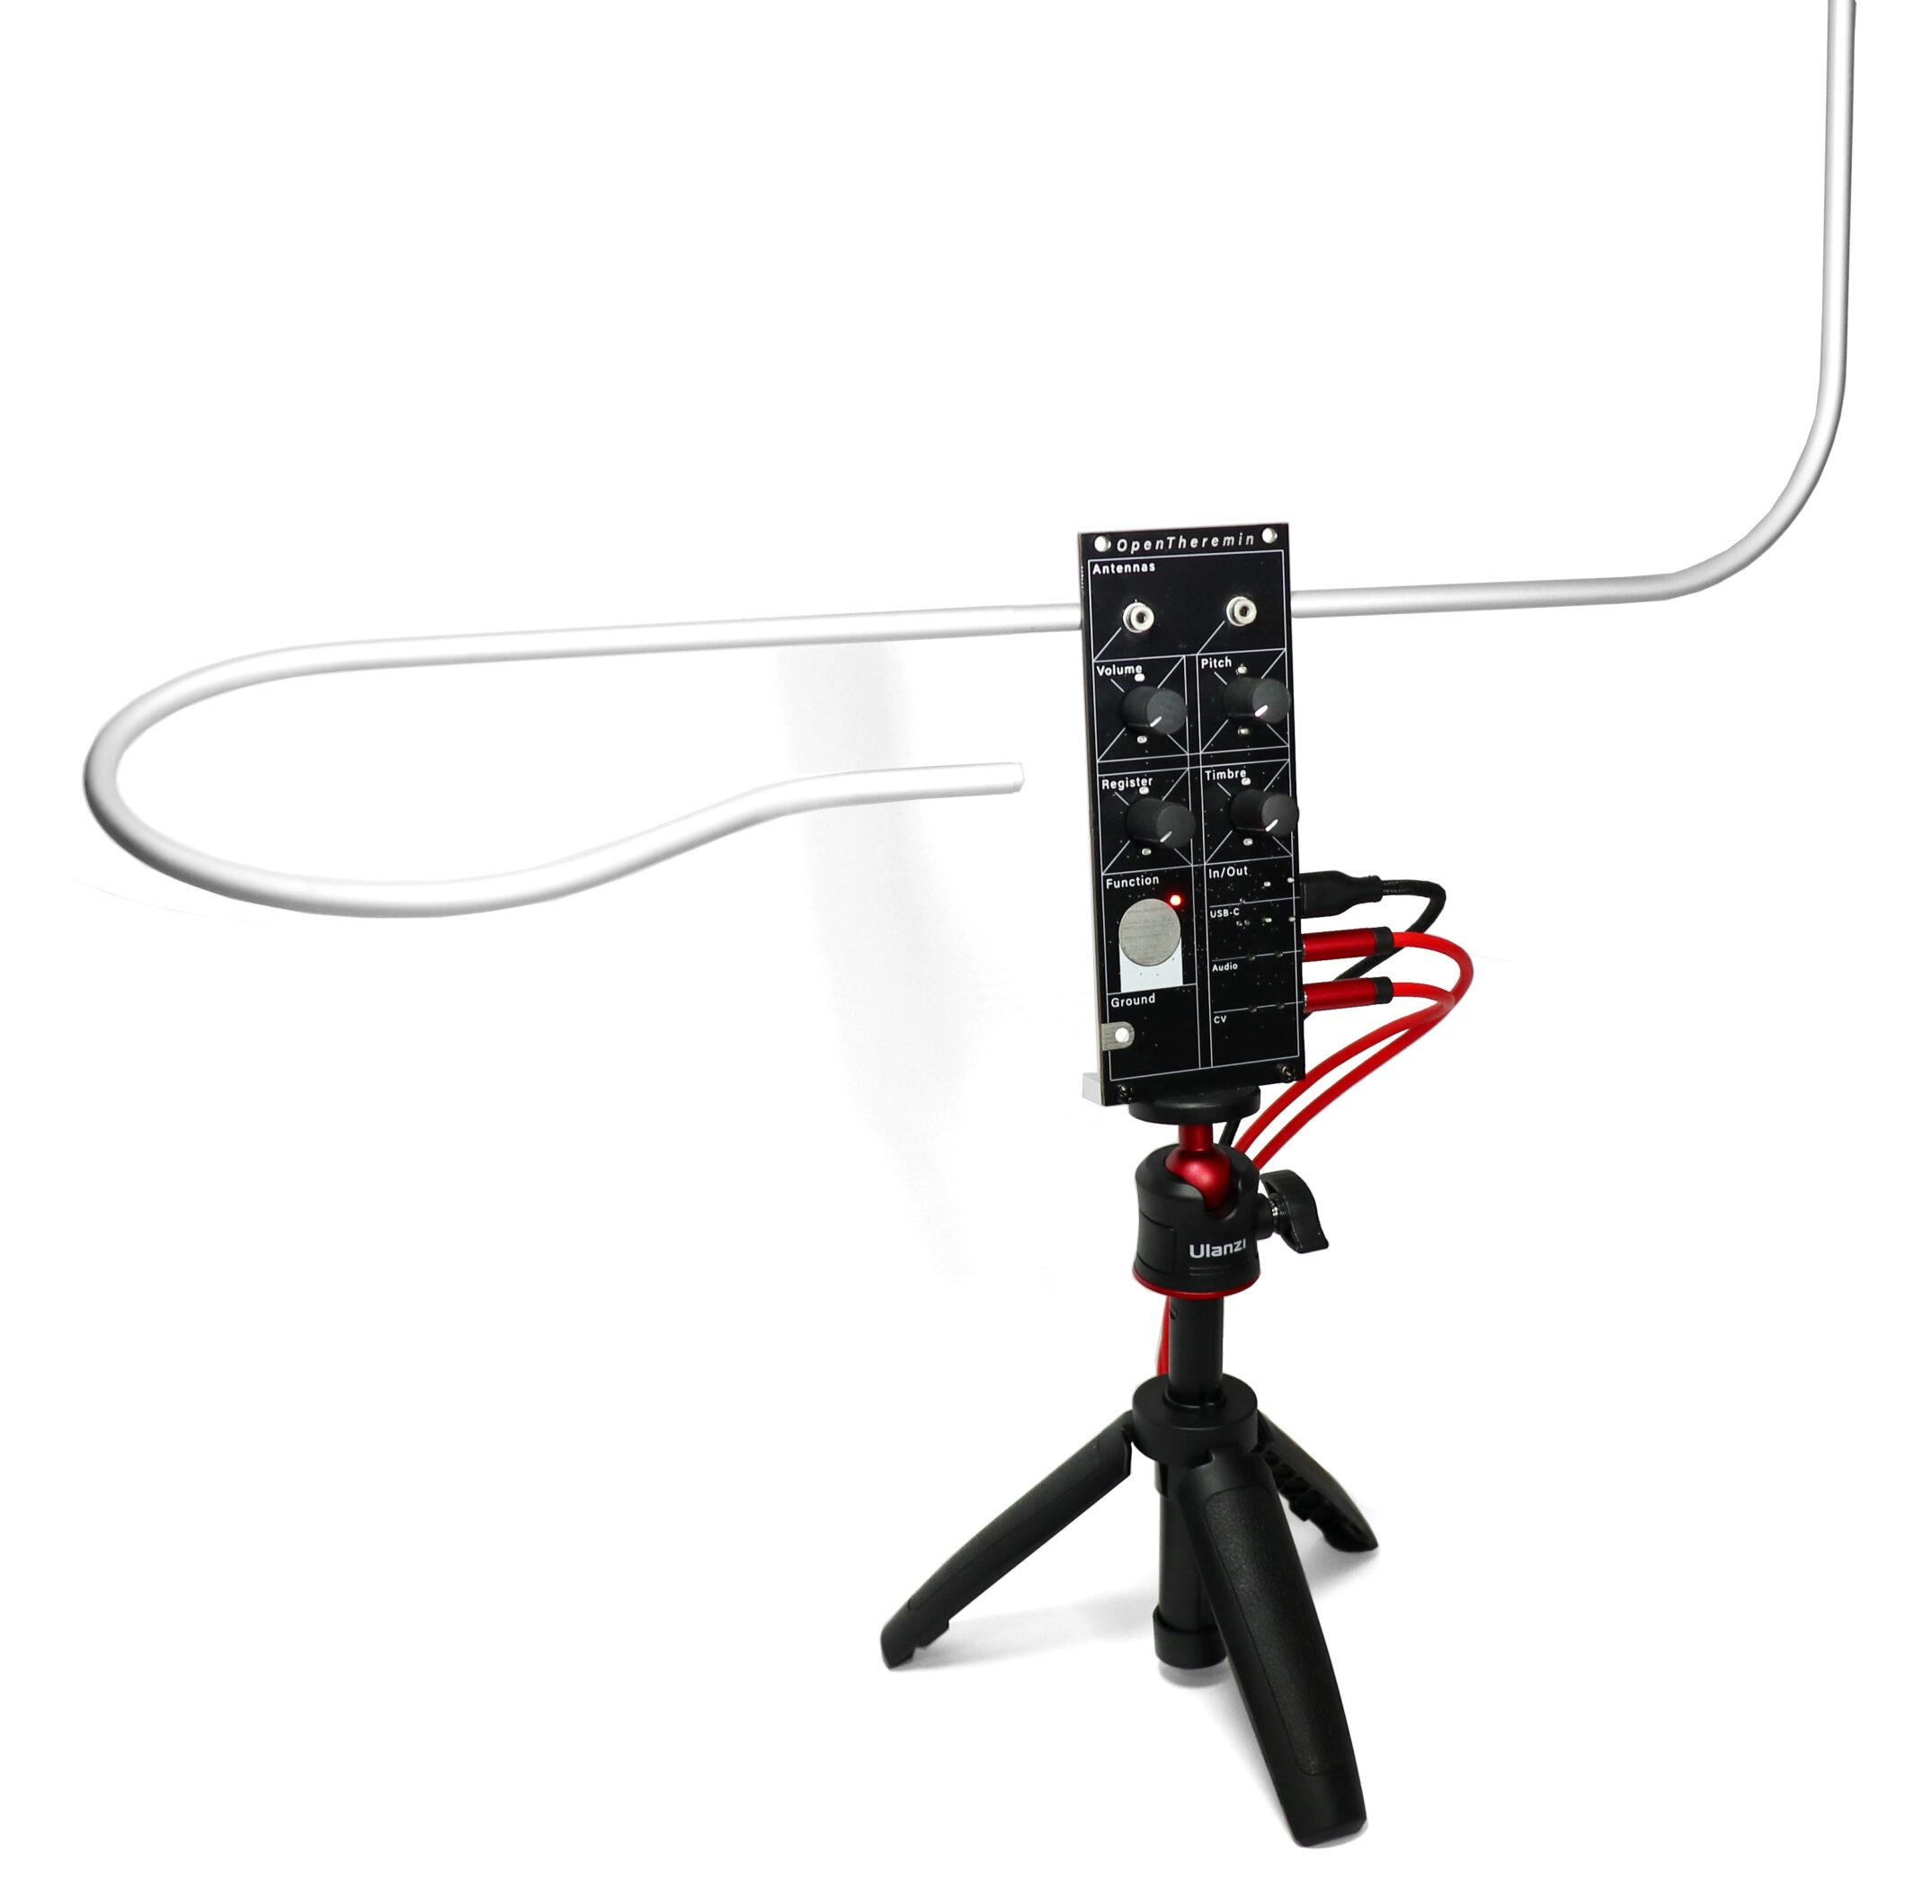 OpenTheremin
Antennas
Volume
Pitch
Register
Timbre
Function
In/Out
USB-C
Audio
Ground
CV
Ulanzi